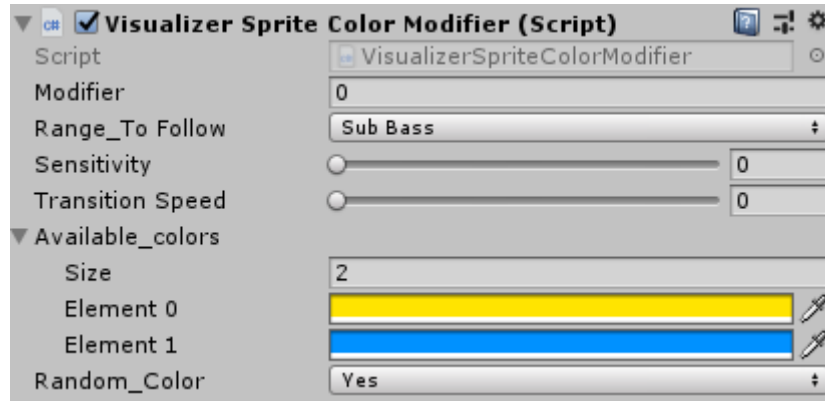 Visualizer Sprite Color Modifier (Script)
Script VisualizerSpriteColorModifier
Modifier 0
Range_To Follow Sub Bass
Sensitivity 0
Transition Speed 0
Available_colors
Size 2
Element 0
Element 1
Random_Color Yes